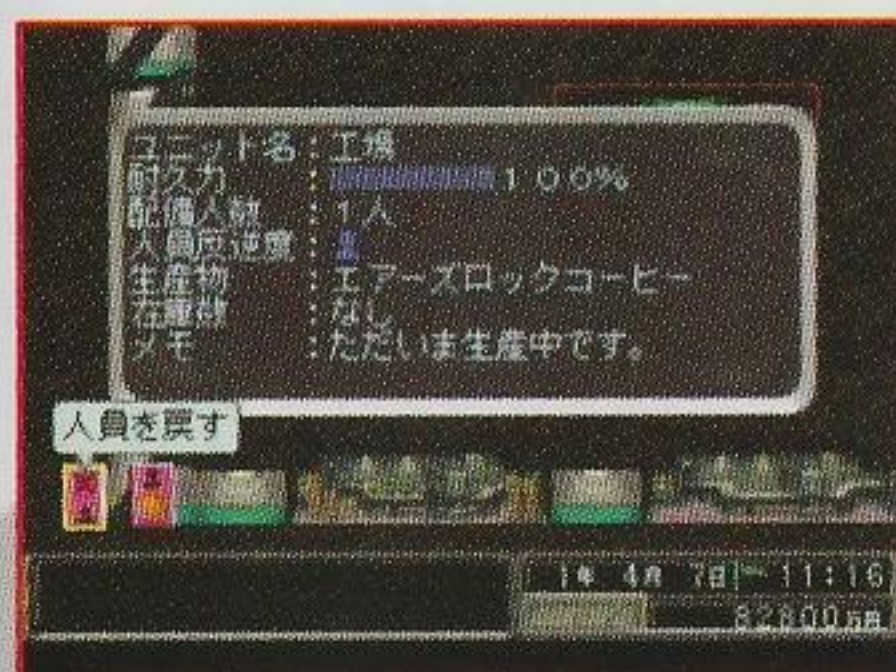 ユニット名：工場
耐久力：100%
配備人数：1人
人員成速度：
生産物：エアーズロックコーヒー
在庫数：なし
メモ：ただいま生産中です。
人員を戻す
1年 4月 7日 11:16
82800万円